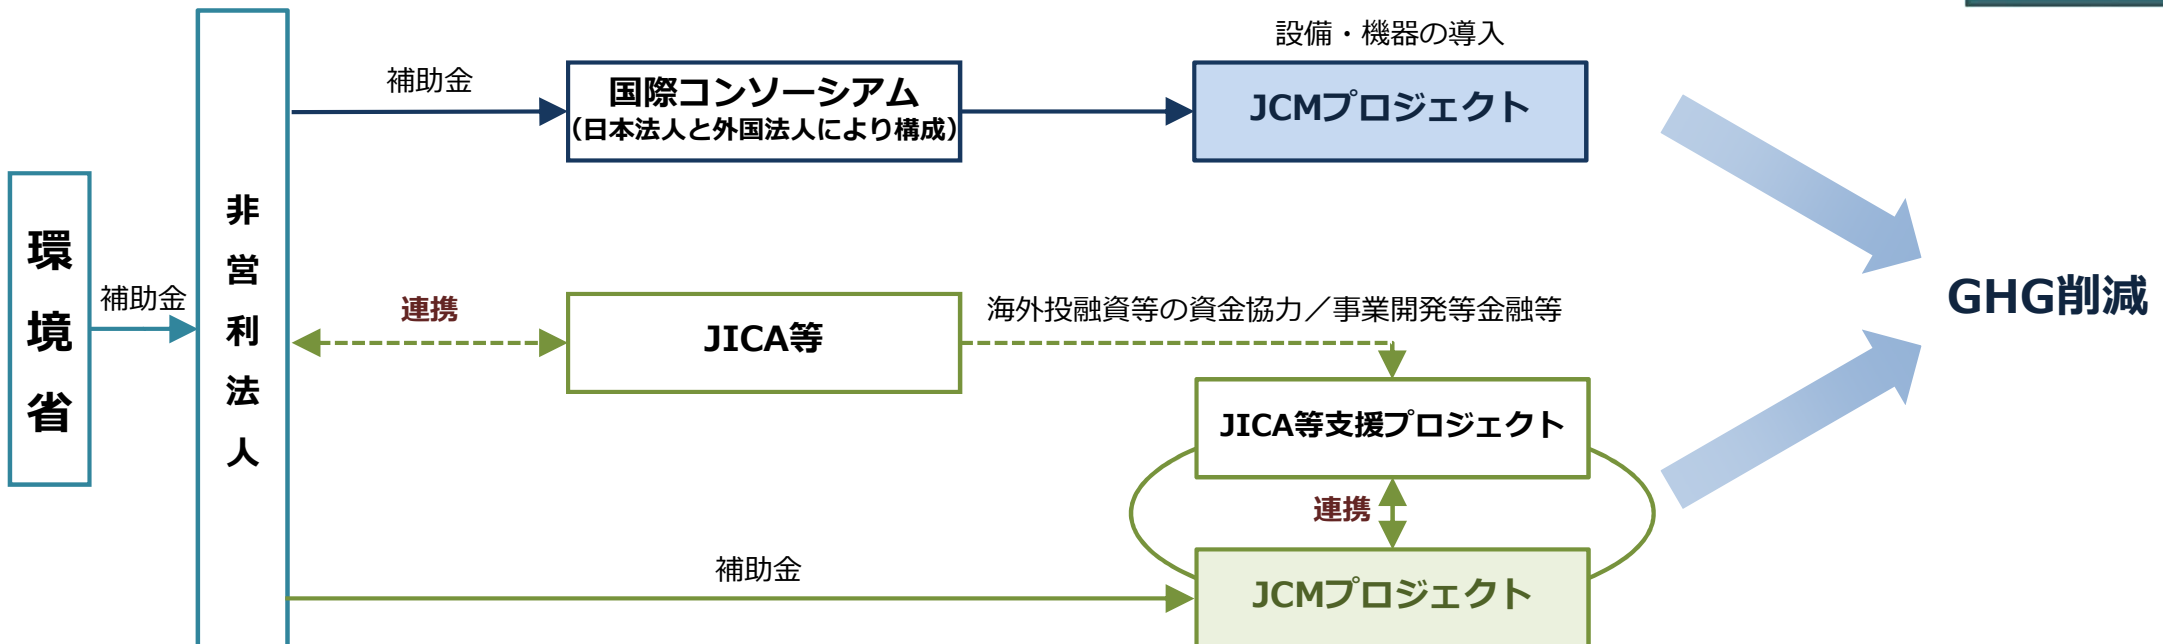 環境省
補助金
非営利法人
補助金
国際コンソーシアム
（日本法人と外国法人により構成）
設備・機器の導入
JCMプロジェクト
連携
JICA等
海外投融資等の資金協力／事業開発等金融等
JICA等支援プロジェクト
連携
補助金
JCMプロジェクト
GHG削減